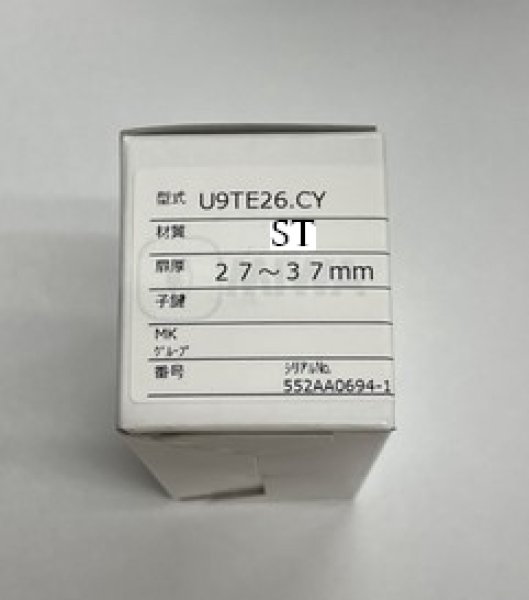 型式 U9TE26.CY
材質 ST
扉厚 27～37mm
子鍵
MK
グループ
番号 シリアルNo.
552AA0694-1